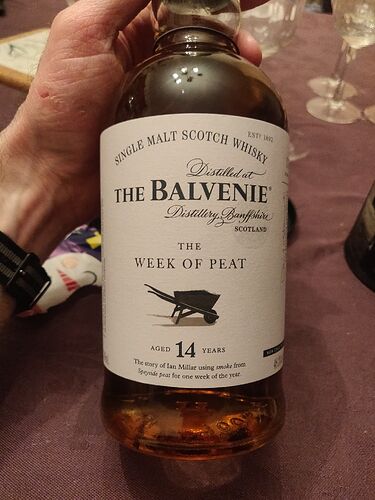 ESTD 1892
SINGLE MALT SCOTCH WHISKY
Distilled at
THE BALVENIE®
Distillery, Banffshire
SCOTLAND
THE
WEEK OF PEAT
AGED 14 YEARS
The story of Ian Millar using smoke from
Speyside peat for one week of the year.